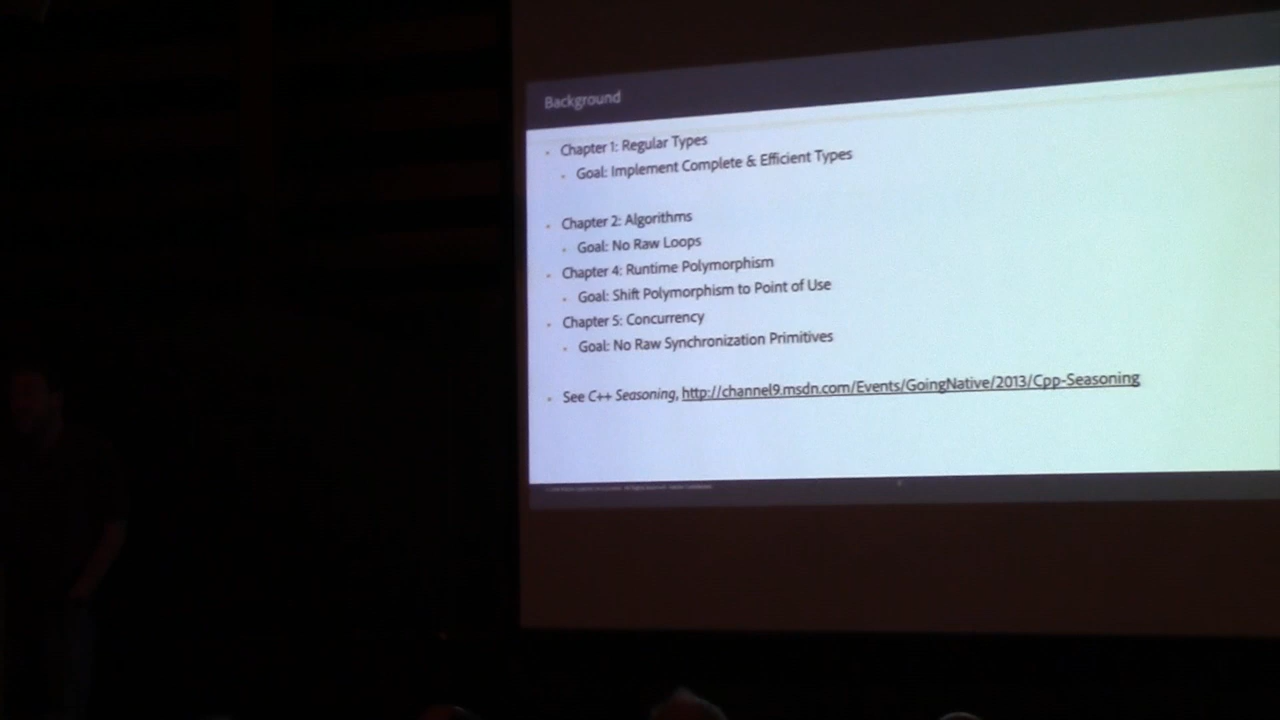 Background
Chapter 1: Regular Types
Goal: Implement Complete & Efficient Types
Chapter 2: Algorithms
Goal: No Raw Loops
Chapter 4: Runtime Polymorphism
Goal: Shift Polymorphism to Point of Use
Chapter 5: Concurrency
Goal: No Raw Synchronization Primitives
See C++ Seasoning, http://channel9.msdn.com/Events/GoingNative/2013/Cpp-Seasoning